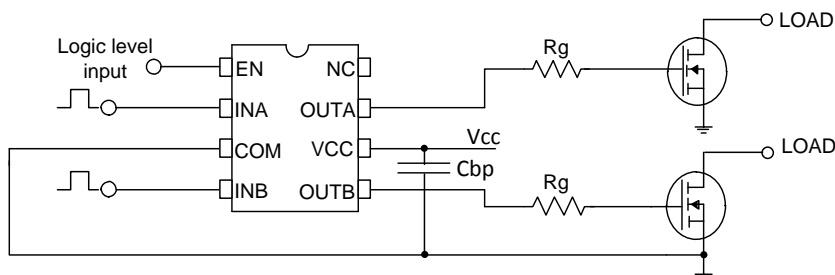 LOAD
Logic level
input
Rg
EN
NC
INA
OUTA
COM
VCC
Vcc
LOAD
Cbp
Rg
INB
OUTB